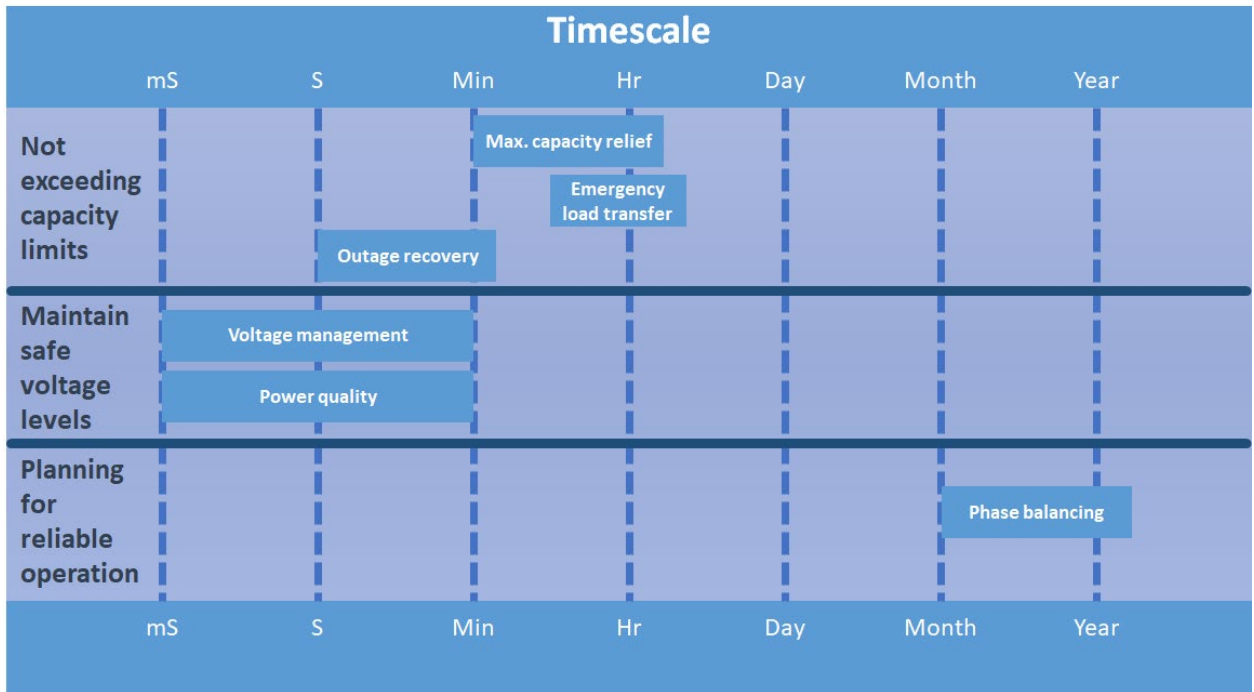 Timescale
mS S Min Hr Day Month Year
Not
exceeding
capacity
limits
Max. capacity relief
Emergency
load transfer
Outage recovery
Maintain
safe
voltage
levels
Voltage management
Power quality
Planning
for
reliable
operation
Phase balancing
mS S Min Hr Day Month Year